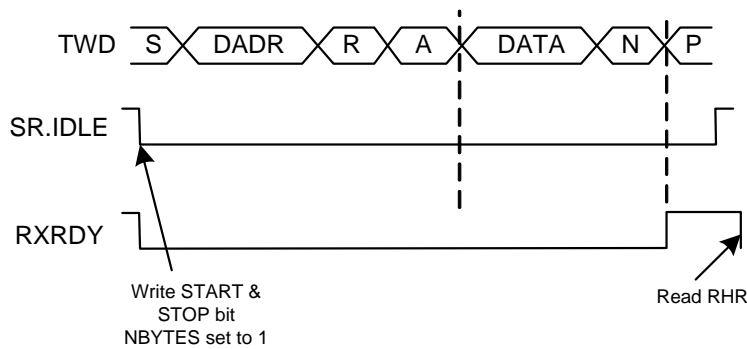 TWD S DADR R A DATA N P
SR.IDLE
RXRDY
Write START &
STOP bit
NBYTES set to 1
Read RHR